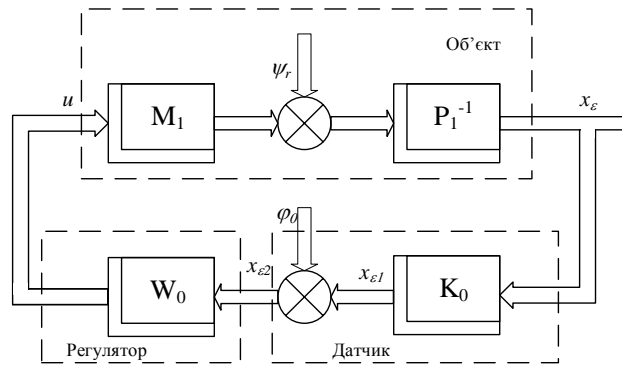 Об’єкт
u
M1
ψr
P1-1
xε
φ0
W0
xε2
xε1
K0
Регулятор
Датчик